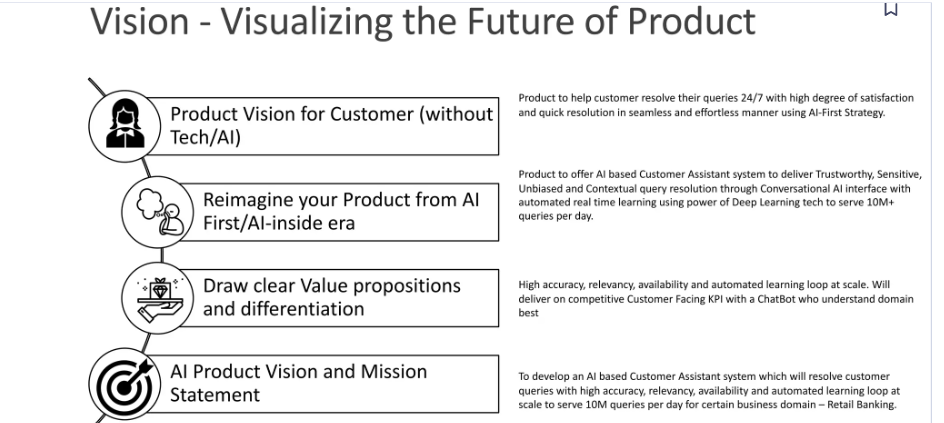 Vision - Visualizing the Future of Product
Product Vision for Customer (without
Tech/AI)
Product to help customer resolve their queries 24/7 with high degree of satisfaction
and quick resolution in seamless and effortless manner using AI-First Strategy.
Reimagine your Product from AI
First/AI-inside era
Product to offer AI based Customer Assistant system to deliver Trustworthy, Sensitive,
Unbiased and Contextual query resolution through Conversational AI interface with
automated real time learning using power of Deep Learning tech to serve 10M+
queries per day.
Draw clear Value propositions
and differentiation
High accuracy, relevancy, availability and automated learning loop at scale. Will
deliver on competitive Customer Facing KPI with a ChatBot who understand domain
best
AI Product Vision and Mission
Statement
To develop an AI based Customer Assistant system which will resolve customer
queries with high accuracy, relevancy, availability and automated learning loop at
scale to serve 10M queries per day for certain business domain – Retail Banking.